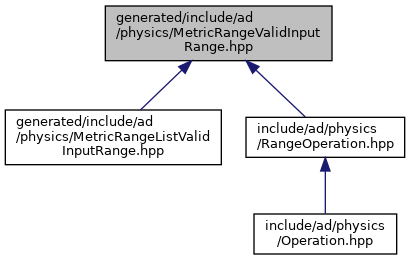 generated/include/ad
/physics/MetricRangeValidInput
Range.hpp
generated/include/ad
/physics/MetricRangeListValid
InputRange.hpp
include/ad/physics
/RangeOperation.hpp
include/ad/physics
/Operation.hpp